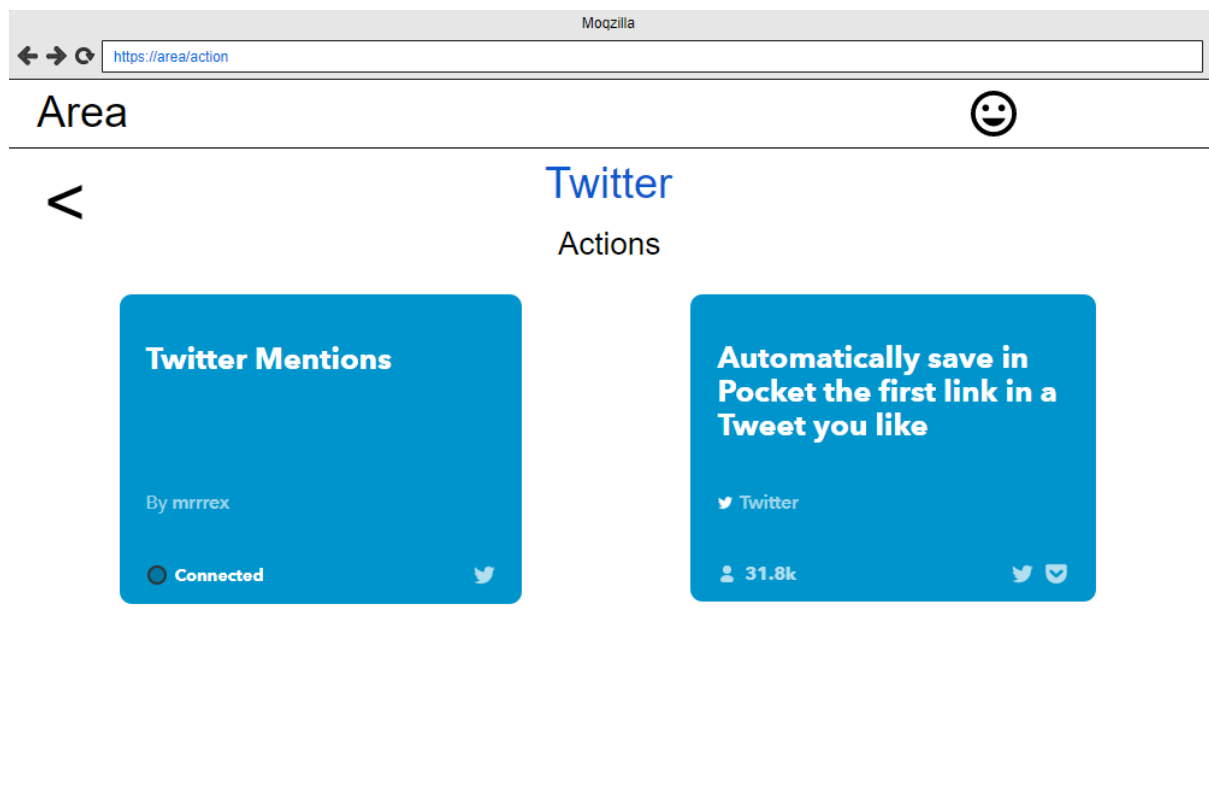 Moqzilla
https://area/action
Area
<
Twitter
Actions
Twitter Mentions
By mrrrex
Connected
Automatically save in
Pocket the first link in a
Tweet you like
Twitter
31.8k